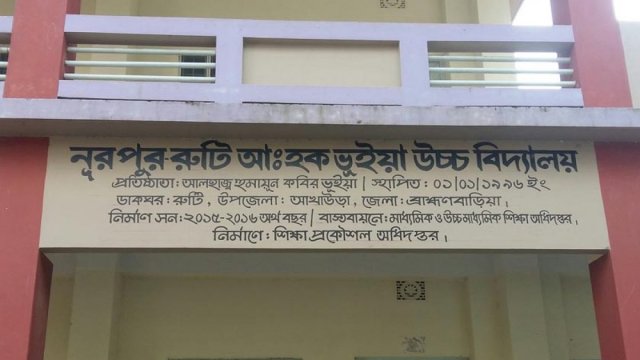 নূরপুর-রুটি আঃহক ভূইয়া উচ্চ বিদ্যালয়
প্রতিষ্ঠাতা: আলহাজ্ব হুমায়ুন কবির ভূইয়া | স্থাপিত: ০১/০১/১৯৯৬ ইং
ডাকঘর: রুটি, উপজেলা: আখাউড়া, জেলা: ব্রাহ্মণবাড়িয়া।
নির্মাণ সন: ২০১৫-২০১৬ অর্থ বছর | বাস্তবায়নে: মাধ্যমিক ও উচ্চ মাধ্যমিক শিক্ষা অধিদপ্তর।
নির্মাণে: শিক্ষা প্রকৌশল অধিদপ্তর।